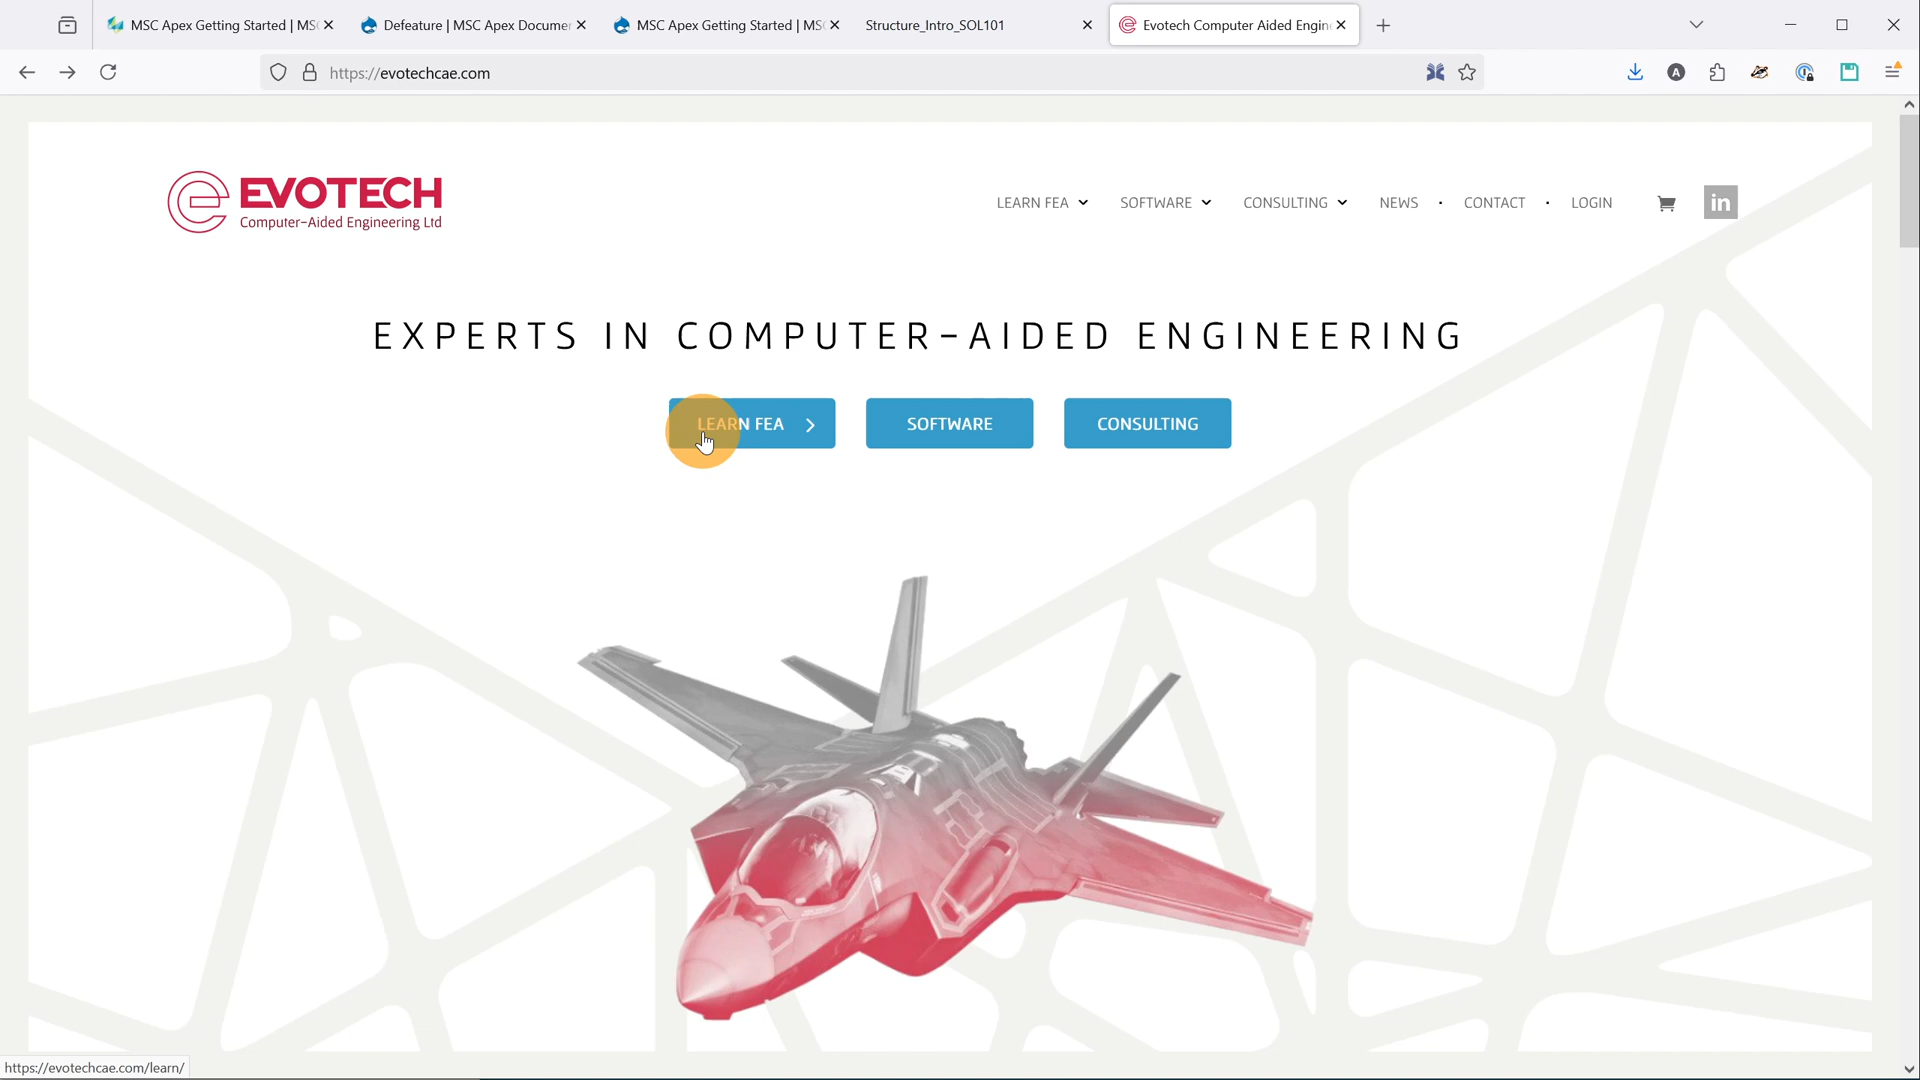 MSC Apex Getting Started | MSC
Defeature | MSC Apex Documen
MSC Apex Getting Started | MSC
Structure_Intro_SOL101
Evotech Computer Aided Engine
https://evotechcae.com
EVOTECH
Computer-Aided Engineering Ltd
LEARN FEA
SOFTWARE
CONSULTING
NEWS
CONTACT
LOGIN
in
EXPERTS IN COMPUTER-AIDED ENGINEERING
LEARN FEA
SOFTWARE
CONSULTING
https://evotechcae.com/learn/